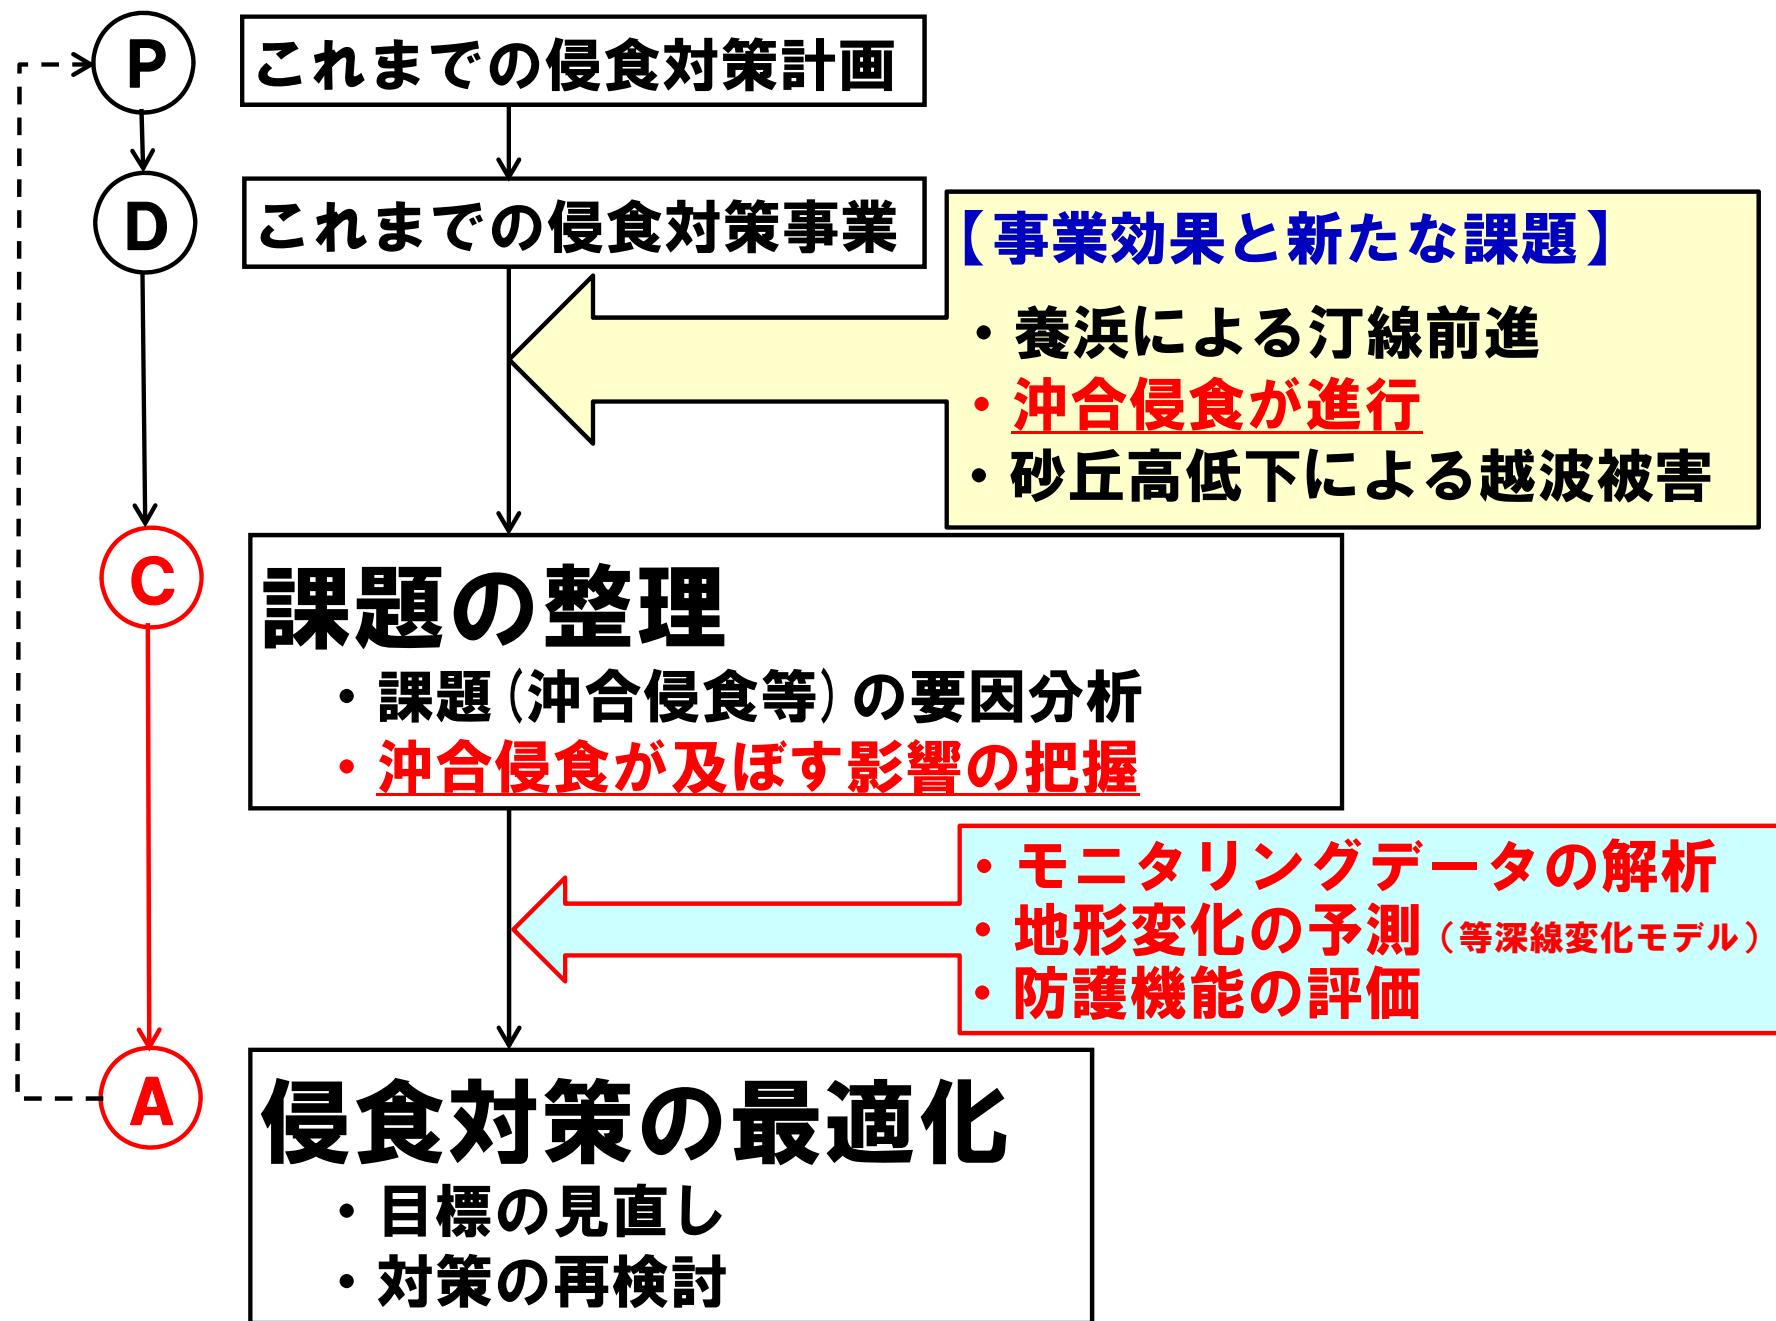 P
これまでの侵食対策計画
D
これまでの侵食対策事業
【事業効果と新たな課題】
・養浜による汀線前進
・沖合侵食が進行
・砂丘高低下による越波被害
C
課題の整理
・課題(沖合侵食等)の要因分析
・沖合侵食が及ぼす影響の把握
・モニタリングデータの解析
・地形変化の予測（等深線変化モデル）
・防護機能の評価
A
侵食対策の最適化
・目標の見直し
・対策の再検討